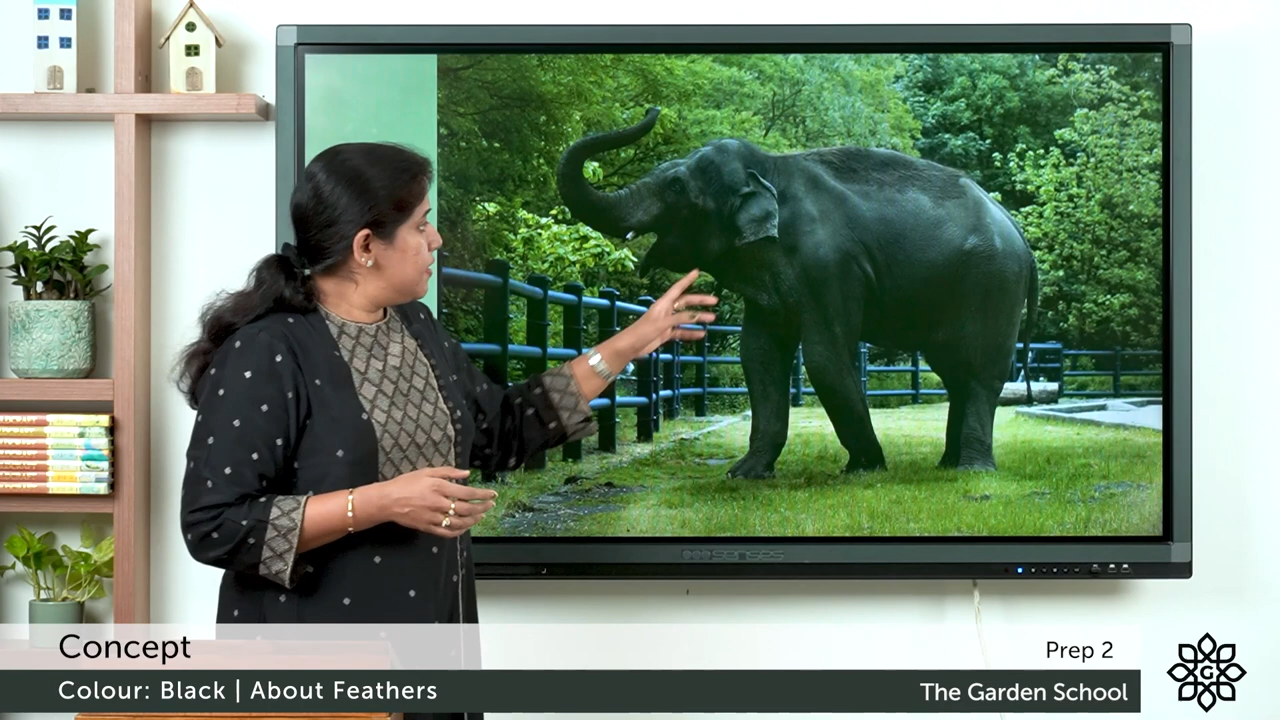 Concept
Prep 2
Colour: Black | About Feathers
The Garden School
G